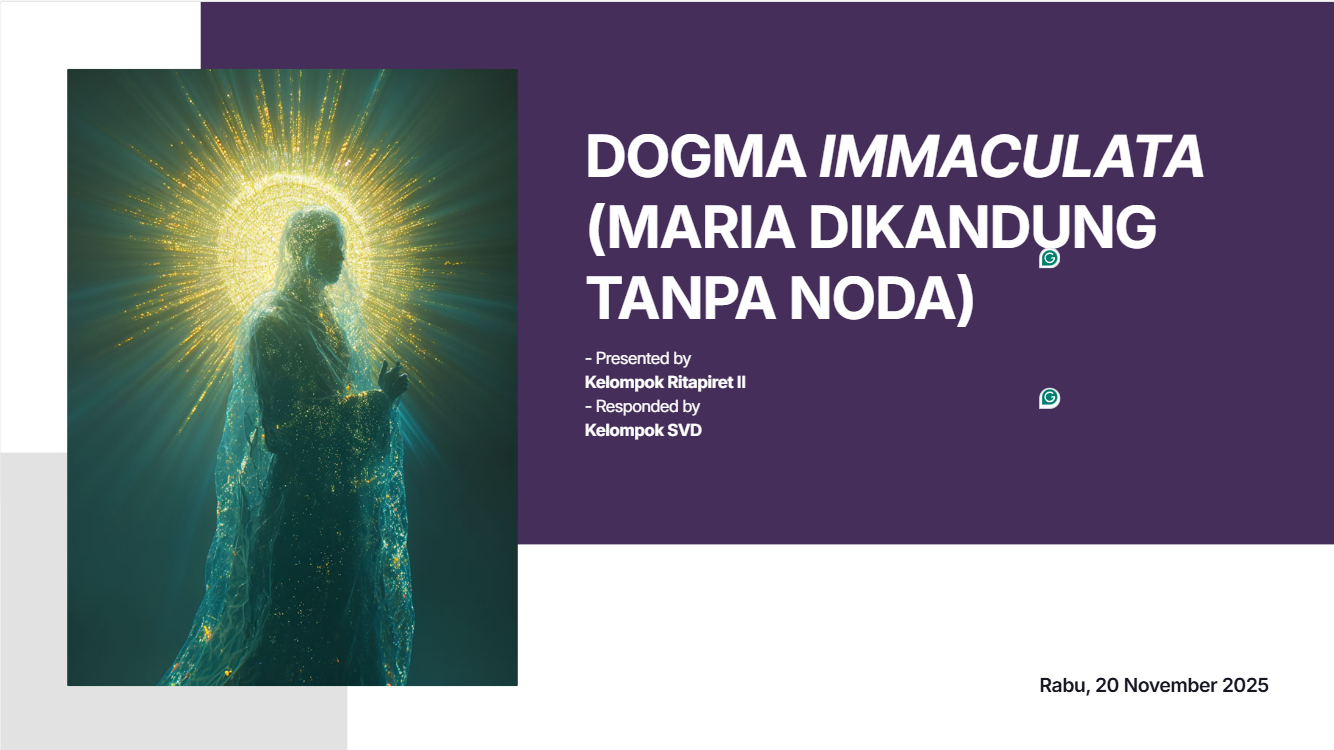 DOGMA IMMACULATA
(MARIA DIKANDUNG
TANPA NODA)
- Presented by
Kelompok Ritapiret II
- Responded by
Kelompok SVD
Rabu, 20 November 2025